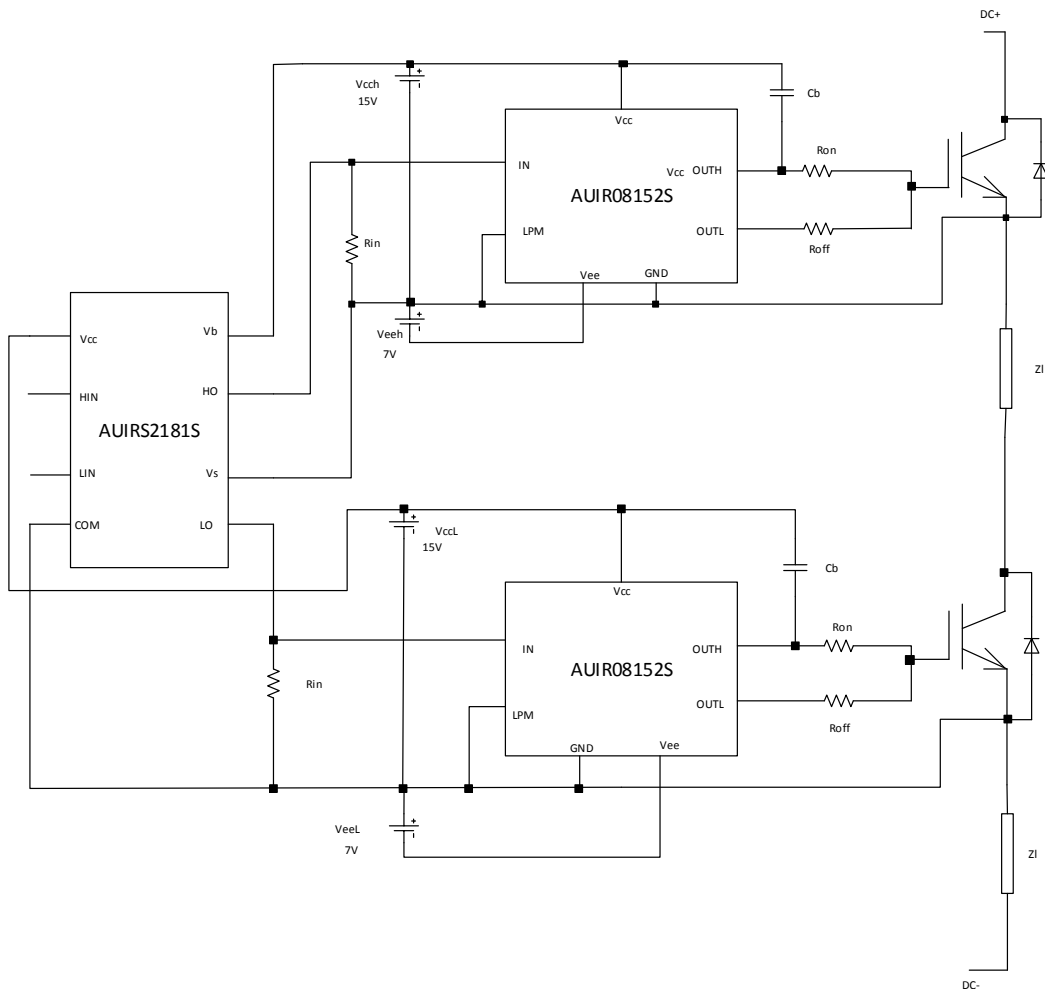 DC+
Vcch
15V
Cb
Vcc
IN
Vcc
OUTH
Ron
AUIR08152S
Rin
LPM
OUTL
Roff
Vee
GND
Veeh
7V
Vcc
Vb
HIN
HO
AUIRS2181S
LIN
Vs
COM
LO
Zl
VccL
15V
Cb
Vcc
IN
OUTH
Ron
AUIR08152S
Rin
LPM
OUTL
Roff
GND
Vee
VeeL
7V
Zl
DC-